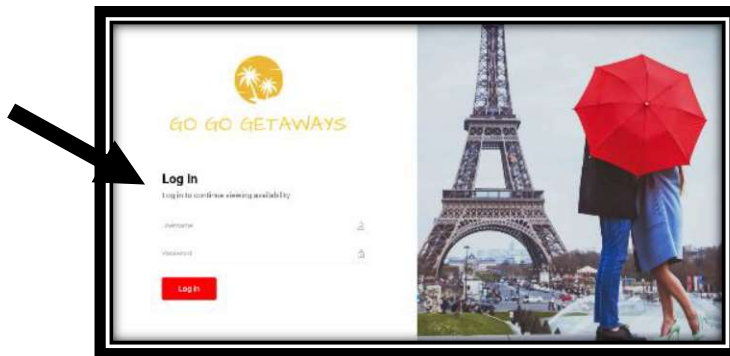 GO GO GETAWAYS
Log In
Log in to continue viewing availability
Username
Password
Log In